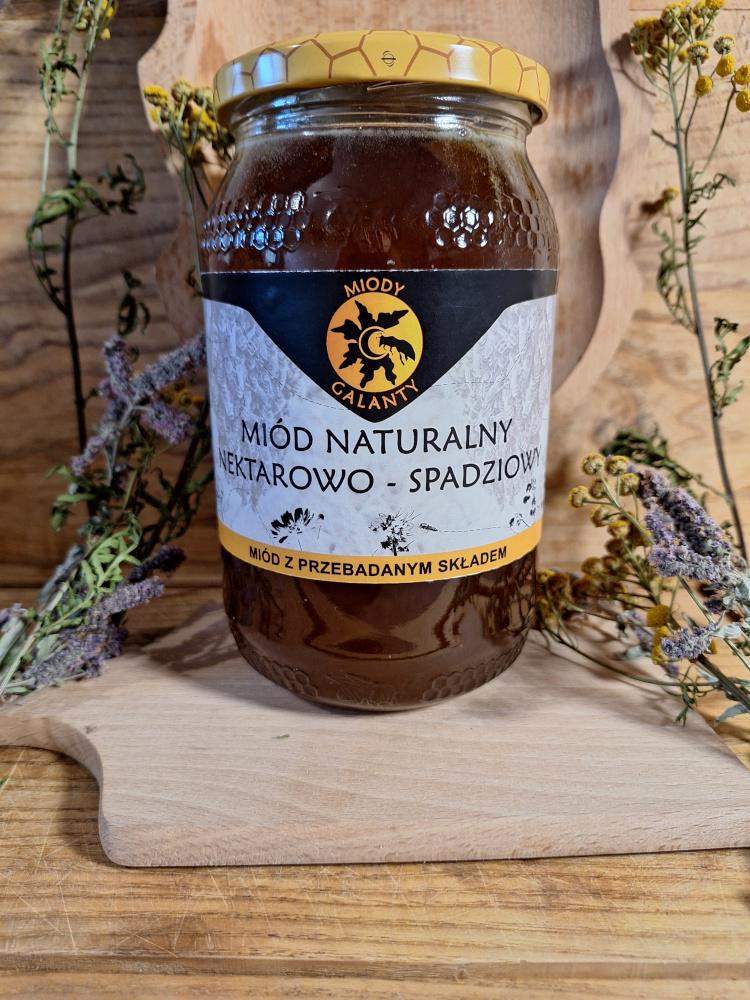 MIODY
GALANTY
MIÓD NATURALNY
NEKTAROWO - SPADZIOWY
MIÓD Z PRZEBADANYM SKŁADEM